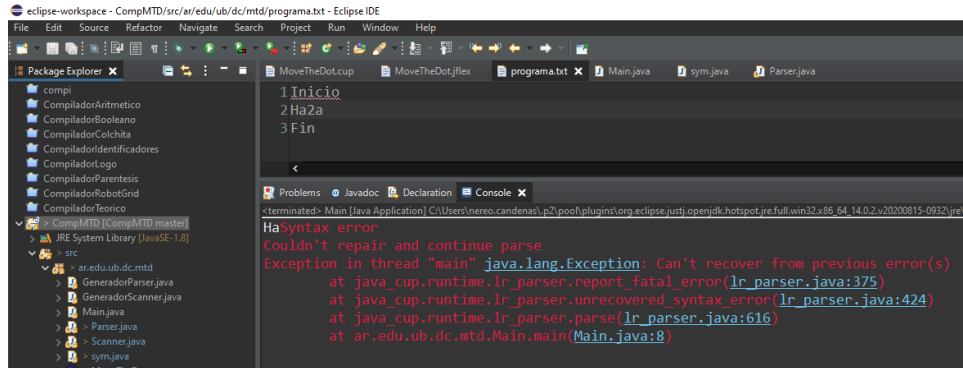 eclipse-workspace - CompMTD/src/ar/edu/ub/dc/mtd/programa.txt - Eclipse IDE
File Edit Source Refactor Navigate Search Project Run Window Help
Package Explorer
MoveTheDot.cup MoveTheDot.jflex programa.txt Main.java sym.java Parser.java
compi
CompiladorAritmetico
CompiladorBooleano
CompiladorColchita
CompiladorIdentificadores
CompiladorLogo
CompiladorParentesis
CompiladorRobotGrid
CompiladorTeorico
> CompMTD [CompMTD master]
JRE System Library [JavaSE-1.8]
> src
> ar.edu.ub.dc.mtd
GeneradorParser.java
GeneradorScanner.java
Main.java
> Parser.java
> Scanner.java
> sym.java
1 Inicio
2 Ha2a
3 Fin
Problems Javadoc Declaration Console
<terminated> Main [Java Application] C:\Users\nereo.candenas\.p2\pool\plugins\org.eclipse.justj.openjdk.hotspot.jre.full.win32.x86_64_14.0.2.v20200815-0932\jre\
HaSyntax error
Couldn't repair and continue parse
Exception in thread "main" java.lang.Exception: Can't recover from previous error(s)
at java_cup.runtime.lr_parser.report_fatal_error(lr_parser.java:375)
at java_cup.runtime.lr_parser.unrecovered_syntax_error(lr_parser.java:424)
at java_cup.runtime.lr_parser.parse(lr_parser.java:616)
at ar.edu.ub.dc.mtd.Main.main(Main.java:8)